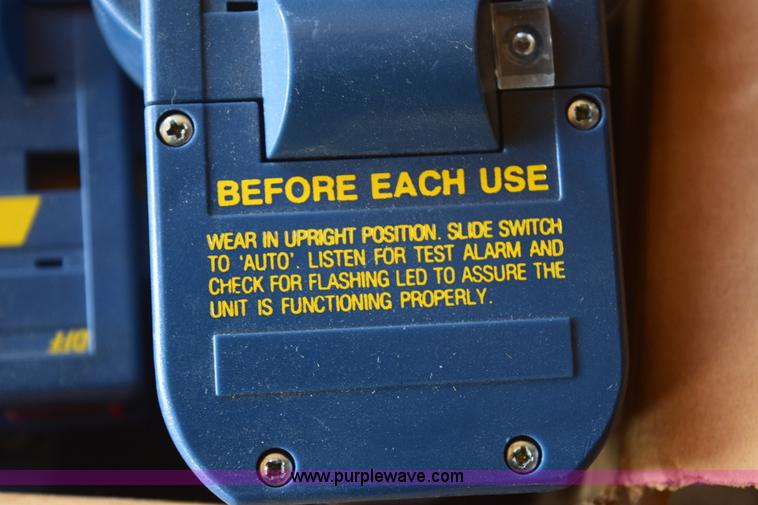 BEFORE EACH USE
WEAR IN UPRIGHT POSITION. SLIDE SWITCH
TO 'AUTO'. LISTEN FOR TEST ALARM AND
CHECK FOR FLASHING LED TO ASSURE THE
UNIT IS FUNCTIONING PROPERLY.
OFF
www.purplewave.com